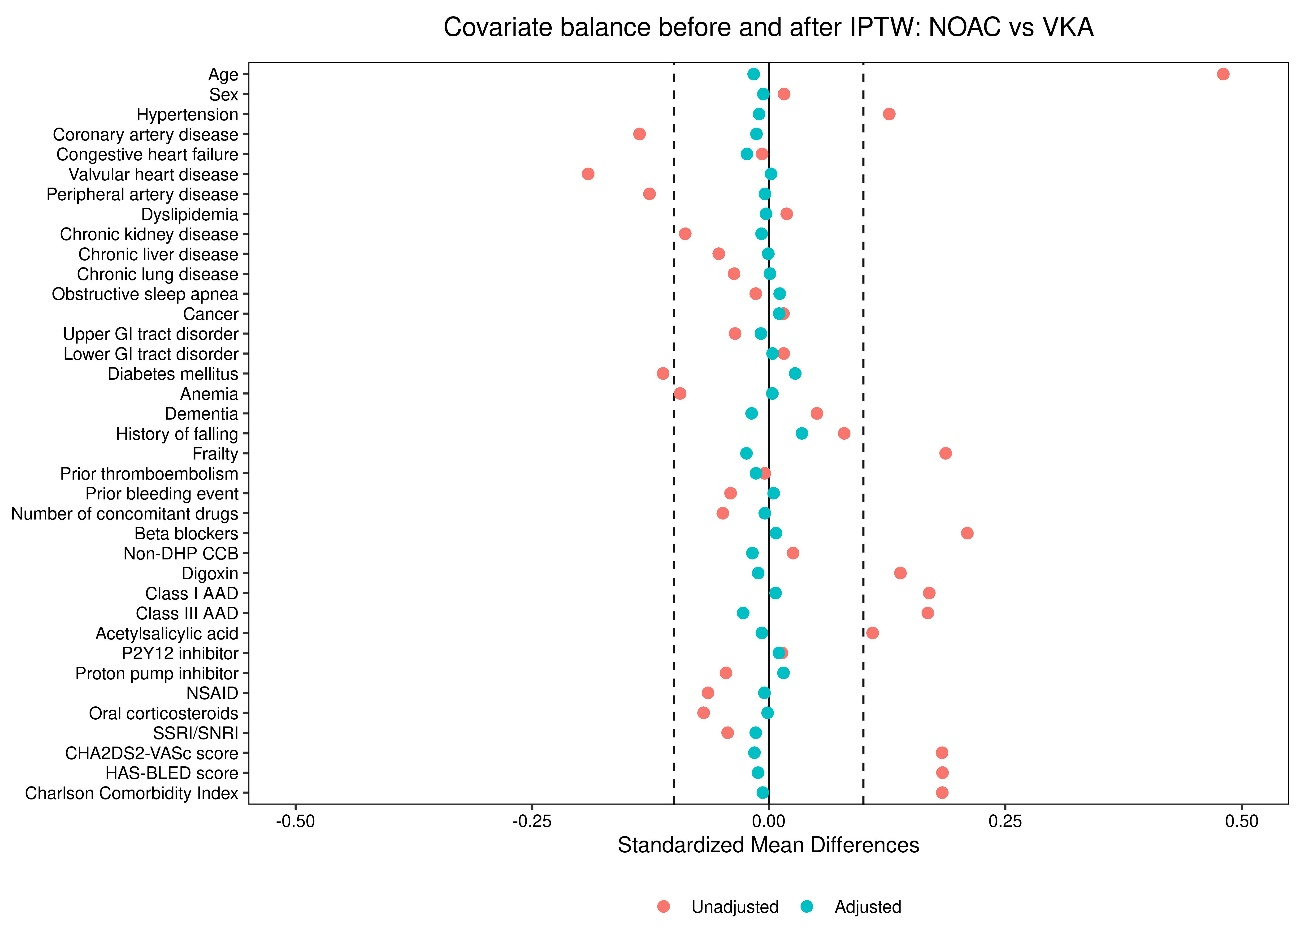 Covariate balance before and after IPTW: NOAC vs VKA
Age
Sex
Hypertension
Coronary artery disease
Congestive heart failure
Valvular heart disease
Peripheral artery disease
Dyslipidemia
Chronic kidney disease
Chronic liver disease
Chronic lung disease
Obstructive sleep apnea
Cancer
Upper GI tract disorder
Lower GI tract disorder
Diabetes mellitus
Anemia
Dementia
History of falling
Frailty
Prior thromboembolism
Prior bleeding event
Number of concomitant drugs
Beta blockers
Non-DHP CCB
Digoxin
Class I AAD
Class III AAD
Acetylsalicylic acid
P2Y12 inhibitor
Proton pump inhibitor
NSAID
Oral corticosteroids
SSRI/SNRI
CHA2DS2-VASc score
HAS-BLED score
Charlson Comorbidity Index
-0.50 -0.25 0.00 0.25 0.50
Standardized Mean Differences
Unadjusted Adjusted